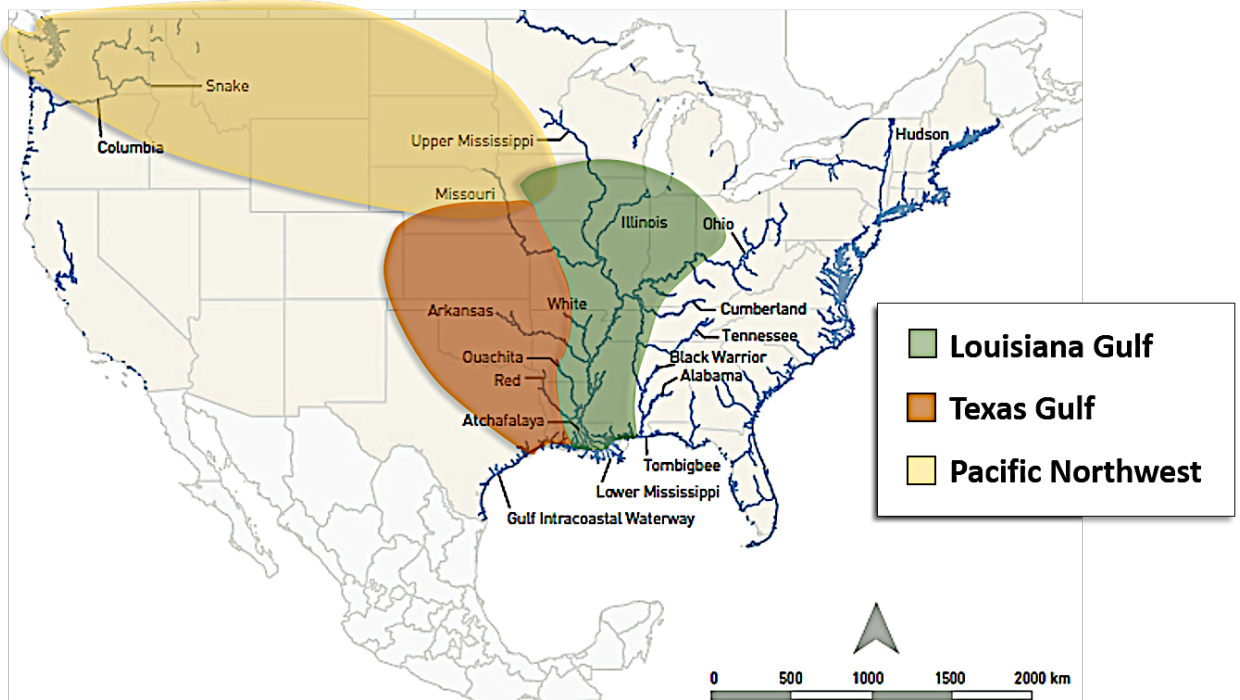 Snake
Hudson
Upper Mississippi
Columbia
Missouri
Illinois
Ohio
White
Arkansas
Cumberland
Tennessee
Louisiana Gulf
Ouachita
Black Warrior
Red
Alabama
Texas Gulf
Atchafalaya
Tombigbee
Pacific Northwest
Lower Mississippi
Gulf Intracoastal Waterway
0 500 1000 1500 2000 km